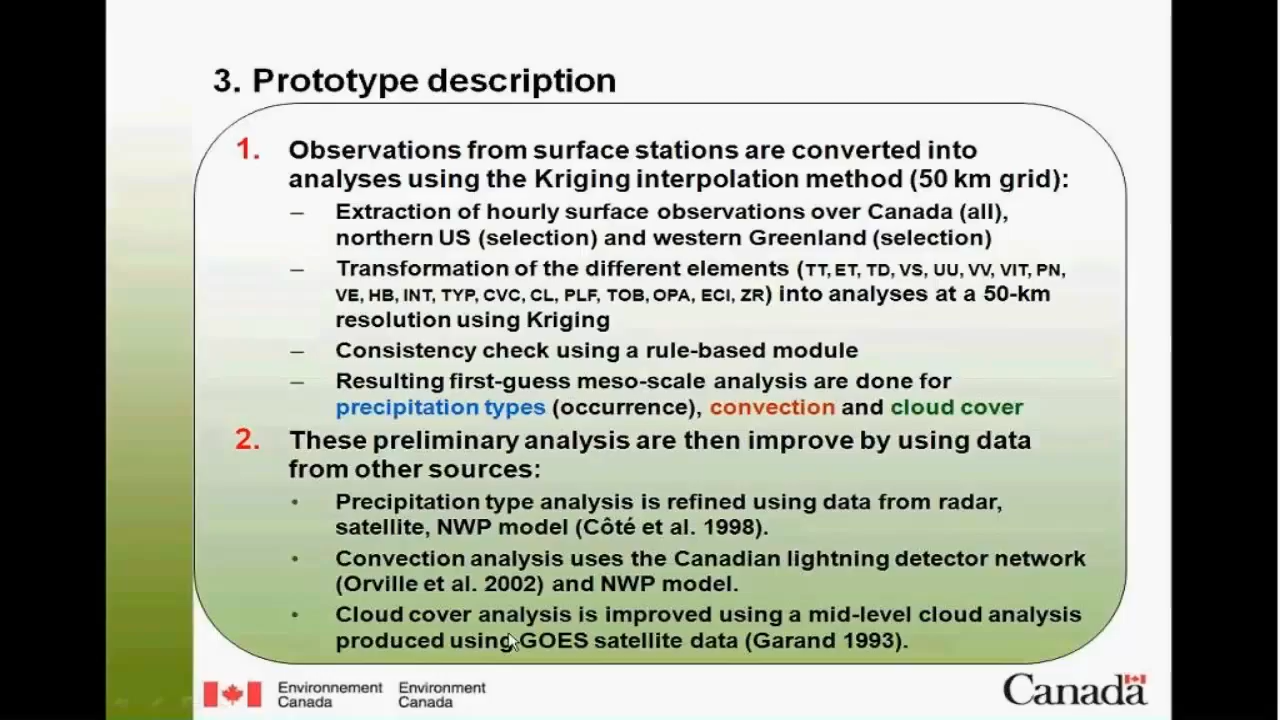 3. Prototype description
1. Observations from surface stations are converted into
analyses using the Kriging interpolation method (50 km grid):
– Extraction of hourly surface observations over Canada (all),
northern US (selection) and western Greenland (selection)
– Transformation of the different elements (TT, ET, TD, VS, UU, VV, VIT, PN,
VE, HB, INT, TYP, CVC, CL, PLF, TOB, OPA, ECI, ZR) into analyses at a 50-km
resolution using Kriging
– Consistency check using a rule-based module
– Resulting first-guess meso-scale analysis are done for
precipitation types (occurrence), convection and cloud cover
2. These preliminary analysis are then improve by using data
from other sources:
• Precipitation type analysis is refined using data from radar,
satellite, NWP model (Côté et al. 1998).
• Convection analysis uses the Canadian lightning detector network
(Orville et al. 2002) and NWP model.
• Cloud cover analysis is improved using a mid-level cloud analysis
produced using GOES satellite data (Garand 1993).
Environnement Canada
Environment Canada
Canada